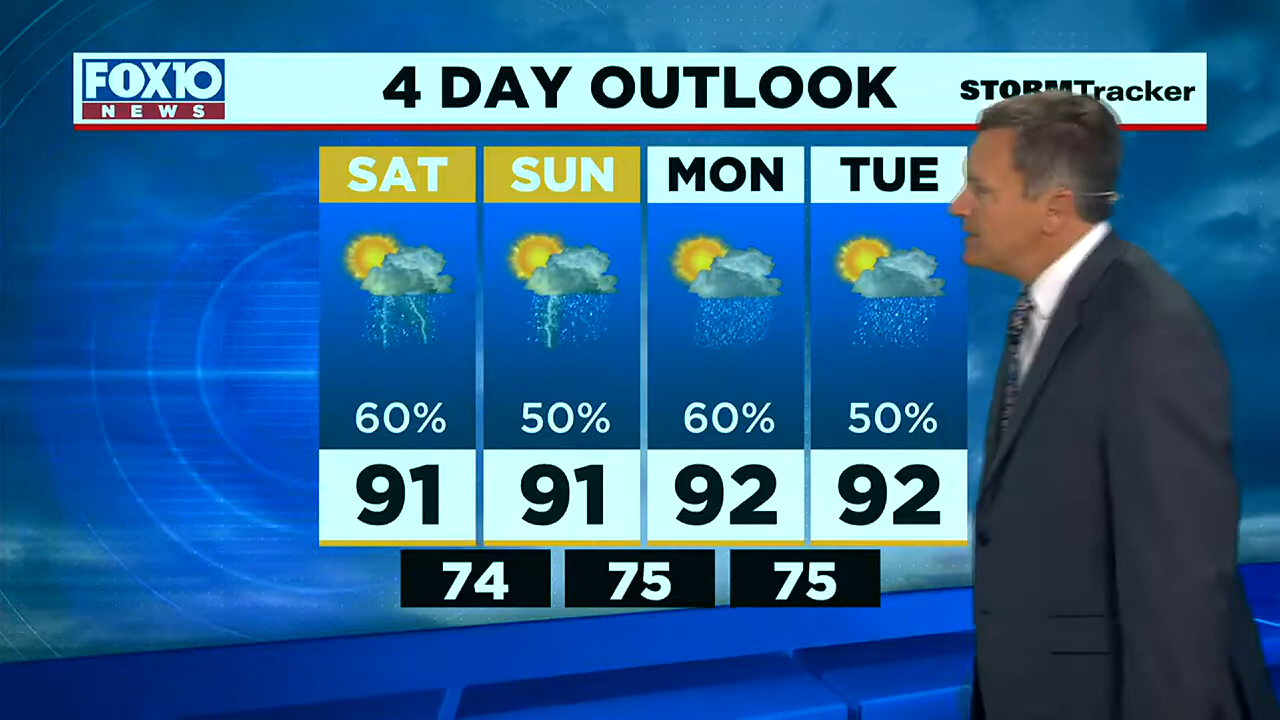 FOX10
NEWS
4 DAY OUTLOOK
STORMTracker
SAT SUN MON TUE
60% 50% 60% 50%
91 91 92 92
74 75 75